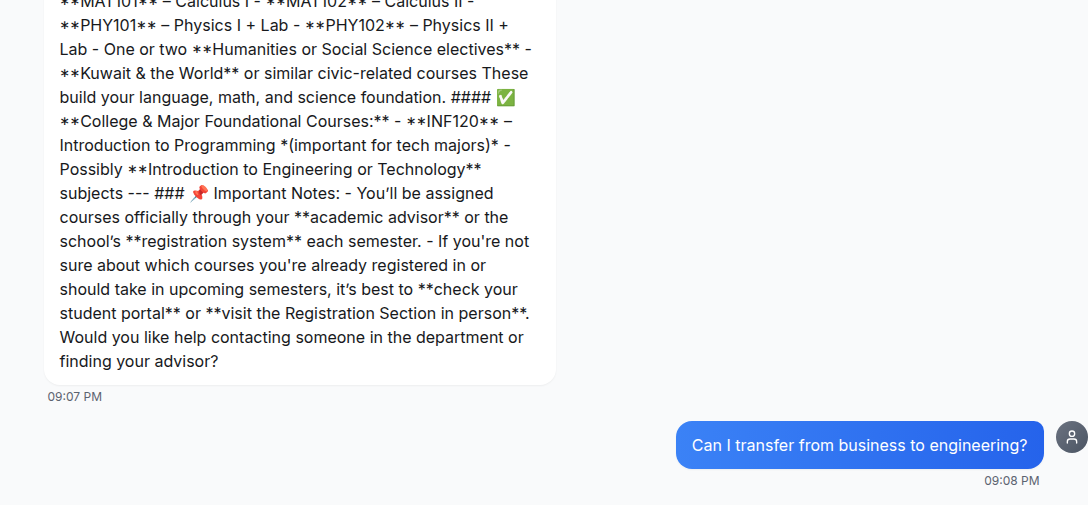 **MAT101** – Calculus I - **MAT102** – Calculus II -
**PHY101** – Physics I + Lab - **PHY102** – Physics II +
Lab - One or two **Humanities or Social Science electives** -
**Kuwait & the World** or similar civic-related courses These
build your language, math, and science foundation. #### ✅
**College & Major Foundational Courses:** - **INF120** –
Introduction to Programming *(important for tech majors)* -
Possibly **Introduction to Engineering or Technology**
subjects --- ### 📌 Important Notes: - You’ll be assigned
courses officially through your **academic advisor** or the
school’s **registration system** each semester. - If you're not
sure about which courses you're already registered in or
should take in upcoming semesters, it’s best to **check your
student portal** or **visit the Registration Section in person**.
Would you like help contacting someone in the department or
finding your advisor?
09:07 PM
Can I transfer from business to engineering?
09:08 PM